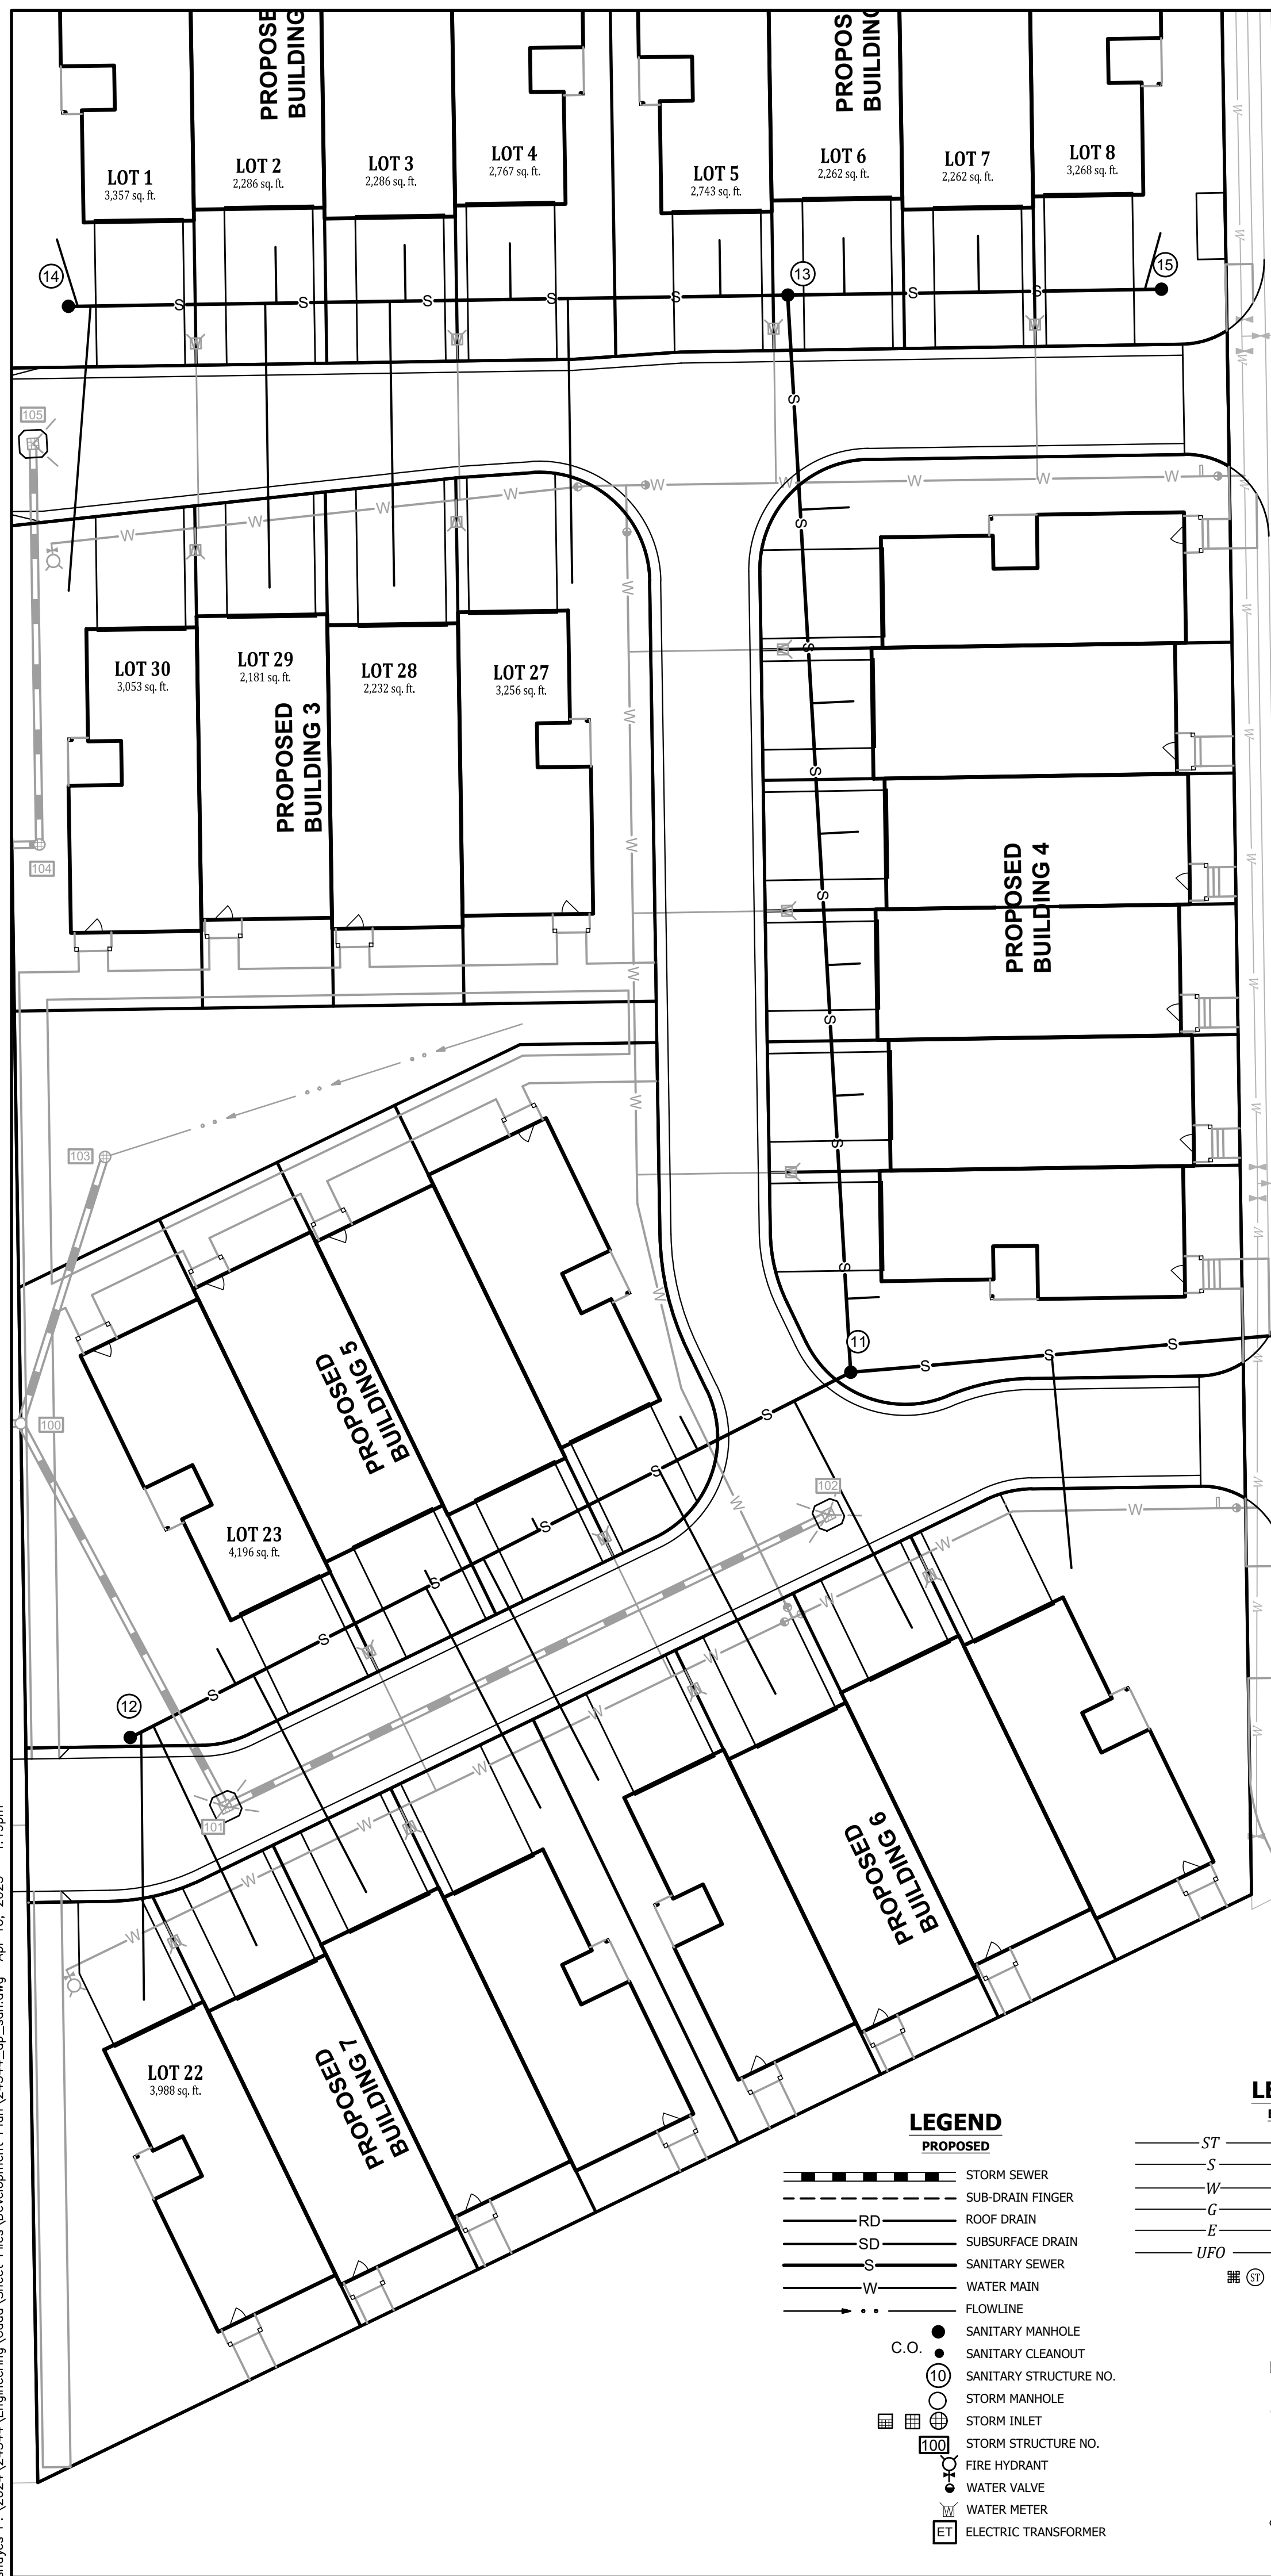 PROPOSE
BUILDING
PROPOS
BUILDING
LOT 1
3,357 sq. ft.
LOT 2
2,286 sq. ft.
LOT 3
2,286 sq. ft.
LOT 4
2,767 sq. ft.
LOT 5
2,743 sq. ft.
LOT 6
2,262 sq. ft.
LOT 7
2,262 sq. ft.
LOT 8
3,268 sq. ft.
14
13
15
105
LOT 30
3,053 sq. ft.
LOT 29
2,181 sq. ft.
LOT 28
2,232 sq. ft.
LOT 27
3,256 sq. ft.
PROPOSED
BUILDING 3
104
PROPOSED
BUILDING 4
103
11
PROPOSED
BUILDING 5
100
102
LOT 23
4,196 sq. ft.
12
101
PROPOSED
BUILDING 6
LOT 22
3,988 sq. ft.
PROPOSED
BUILDING 7
LEGEND
PROPOSED
STORM SEWER
SUB-DRAIN FINGER
RD ROOF DRAIN
SD SUBSURFACE DRAIN
S SANITARY SEWER
W WATER MAIN
FLOWLINE
SANITARY MANHOLE
C.O. SANITARY CLEANOUT
10 SANITARY STRUCTURE NO.
STORM MANHOLE
STORM INLET
100 STORM STRUCTURE NO.
FIRE HYDRANT
WATER VALVE
W WATER METER
ET ELECTRIC TRANSFORMER
LE
ST
S
W
G
E
UFO
ST